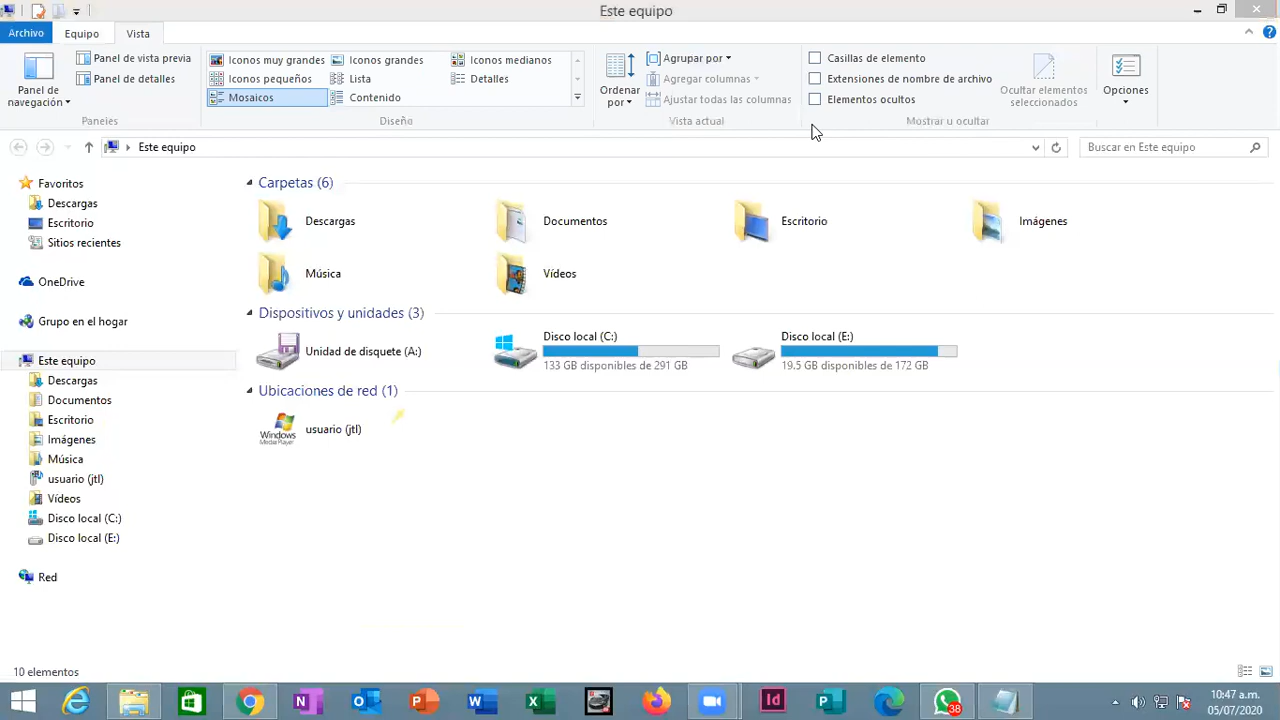 Este equipo
Archivo
Equipo
Vista
Panel de navegación
Panel de vista previa
Panel de detalles
Paneles
Iconos muy grandes
Iconos grandes
Iconos medianos
Iconos pequeños
Lista
Detalles
Mosaicos
Contenido
Diseño
Ordenar por
Agrupar por
Agregar columnas
Ajustar todas las columnas
Vista actual
Casillas de elemento
Extensiones de nombre de archivo
Elementos ocultos
Ocultar elementos seleccionados
Mostrar u ocultar
Opciones
Este equipo
Buscar en Este equipo
Favoritos
Descargas
Escritorio
Sitios recientes
OneDrive
Grupo en el hogar
Este equipo
Descargas
Documentos
Escritorio
Imágenes
Música
usuario (jtl)
Vídeos
Disco local (C:)
Disco local (E:)
Red
Carpetas (6)
Descargas
Documentos
Escritorio
Imágenes
Música
Vídeos
Dispositivos y unidades (3)
Unidad de disquete (A:)
Disco local (C:)
133 GB disponibles de 291 GB
Disco local (E:)
19.5 GB disponibles de 172 GB
Ubicaciones de red (1)
Windows
Media Player
usuario (jtl)
10 elementos
38
10:47 a.m.
05/07/2020